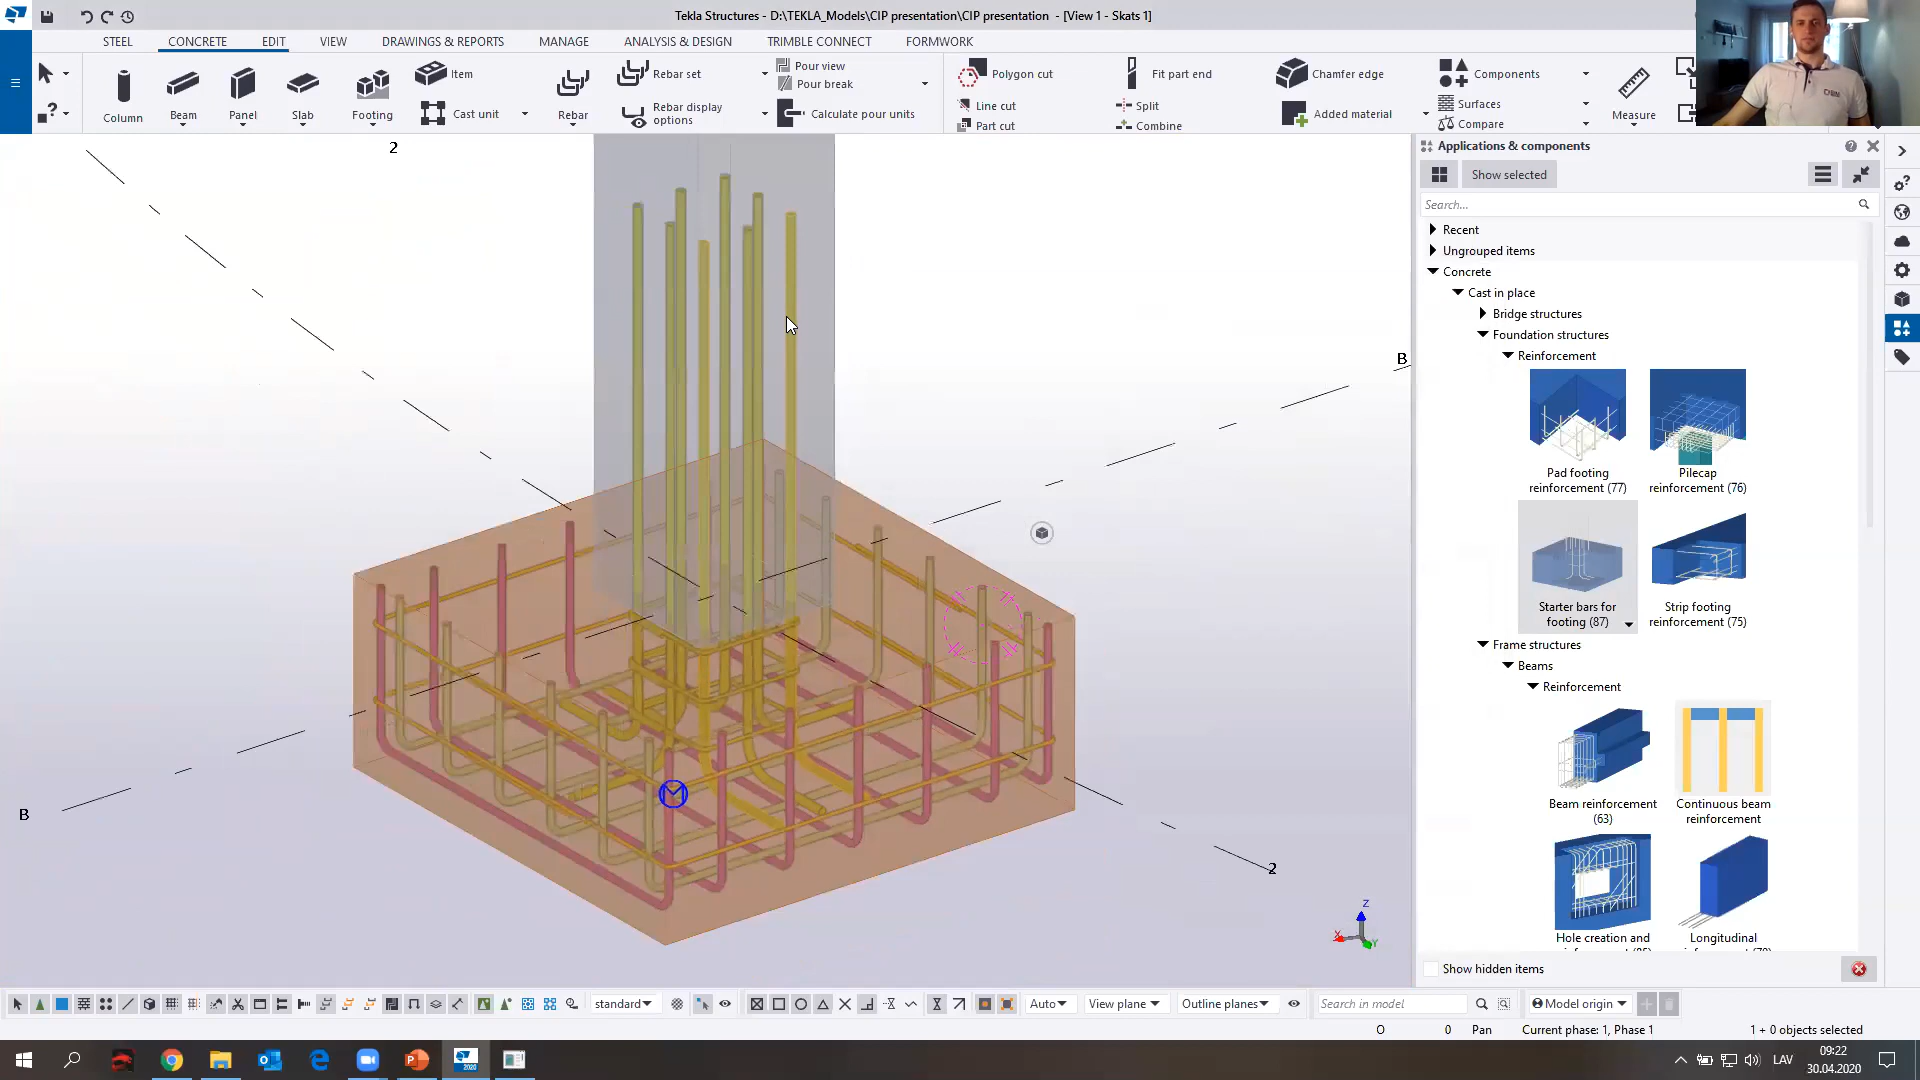 Tekla Structures - D:\TEKLA_Models\CIP presentation\CIP presentation - [View 1 - Skats 1]
STEEL CONCRETE EDIT VIEW DRAWINGS & REPORTS MANAGE ANALYSIS & DESIGN TRIMBLE CONNECT FORMWORK
Column
Beam
Panel
Slab
Footing
Item
Cast unit
Rebar
Rebar set
Rebar display
options
Pour view
Pour break
Calculate pour units
Polygon cut
Line cut
Part cut
Fit part end
Split
Combine
Chamfer edge
Added material
Components
Surfaces
Compare
Measure
2
B
B
2
Z
X
Y
Applications & components
Show selected
Search...
Recent
Ungrouped items
Concrete
Cast in place
Bridge structures
Foundation structures
Reinforcement
Pad footing
reinforcement (77)
Pilecap
reinforcement (76)
Starter bars for
footing (87)
Strip footing
reinforcement (75)
Frame structures
Beams
Reinforcement
Beam reinforcement
(63)
Continuous beam
reinforcement
Hole creation and
Longitudinal
Show hidden items
standard
Auto
View plane
Outline planes
Search in model
Model origin
O 0 Pan Current phase: 1, Phase 1 1 + 0 objects selected
2020
LAV
09:22
30.04.2020